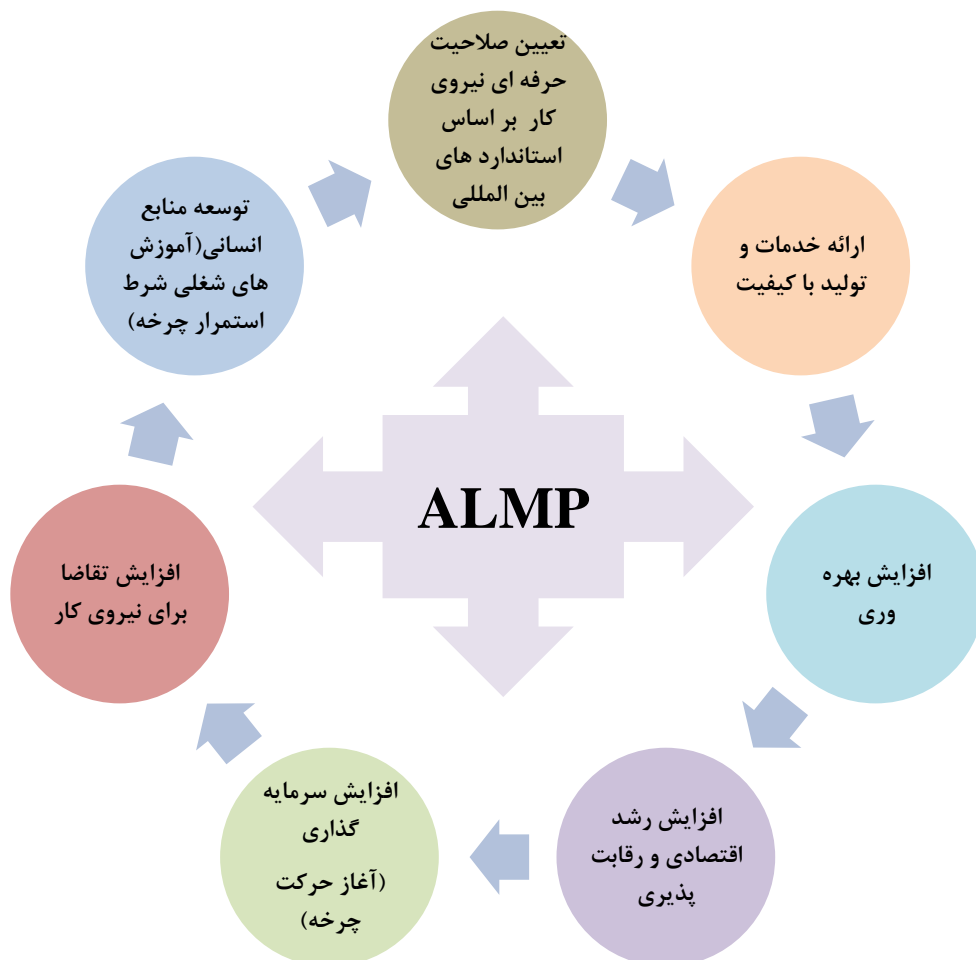 تعیین صلاحیت
حرفه ای نیروی
کار بر اساس
استاندارد های
بین المللی
ارائه خدمات و
تولید با کیفیت
افزایش بهره
وری
افزایش رشد
اقتصادی و رقابت
پذیری
افزایش سرمایه
گذاری
(آغاز حرکت
چرخه)
افزایش تقاضا
برای نیروی کار
توسعه منابع
انسانی(آموزش
های شغلی شرط
استمرار چرخه)
ALMP